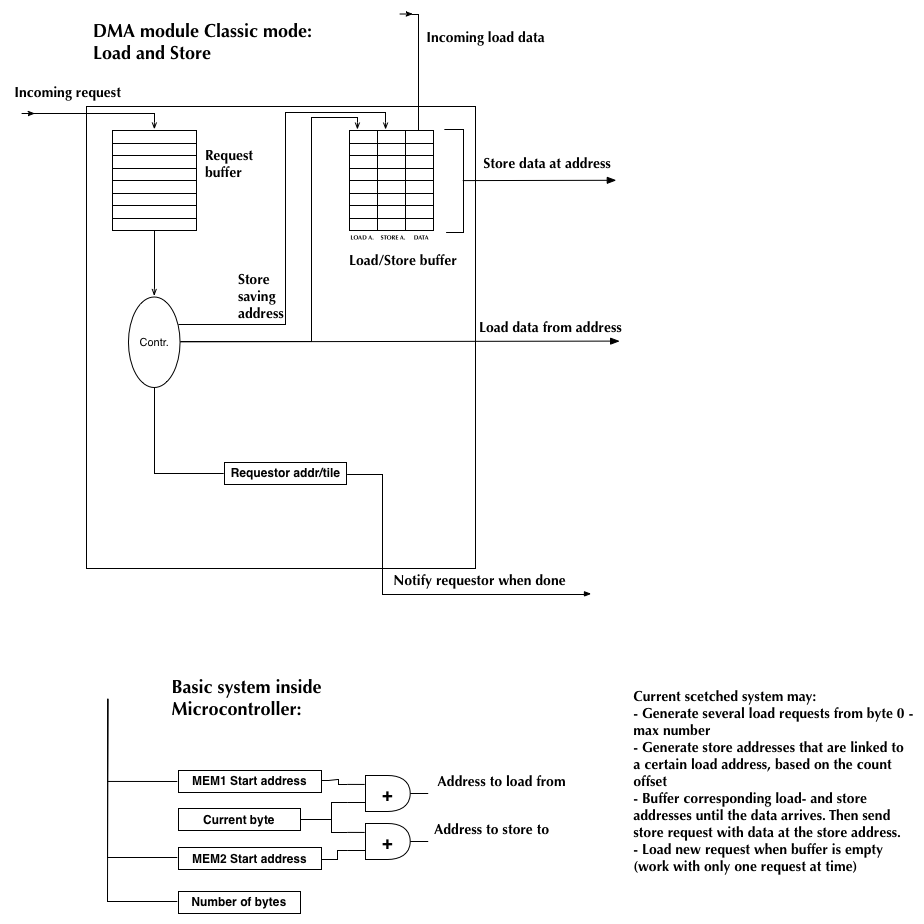 DMA module Classic mode:
Load and Store
Incoming load data
Incoming request
Request
buffer
Store data at address
LOAD A. STORE A. DATA
Load/Store buffer
Store
saving
address
Load data from address
Contr.
Requestor addr/tile
Notify requestor when done
Basic system inside
Microcontroller:
MEM1 Start address
Current byte
MEM2 Start address
Number of bytes
+
+
Address to load from
Address to store to
Current scetched system may:
- Generate several load requests from byte 0 -
max number
- Generate store addresses that are linked to
a certain load address, based on the count
offset
- Buffer corresponding load- and store
addresses until the data arrives. Then send
store request with data at the store address.
- Load new request when buffer is empty
(work with only one request at time)